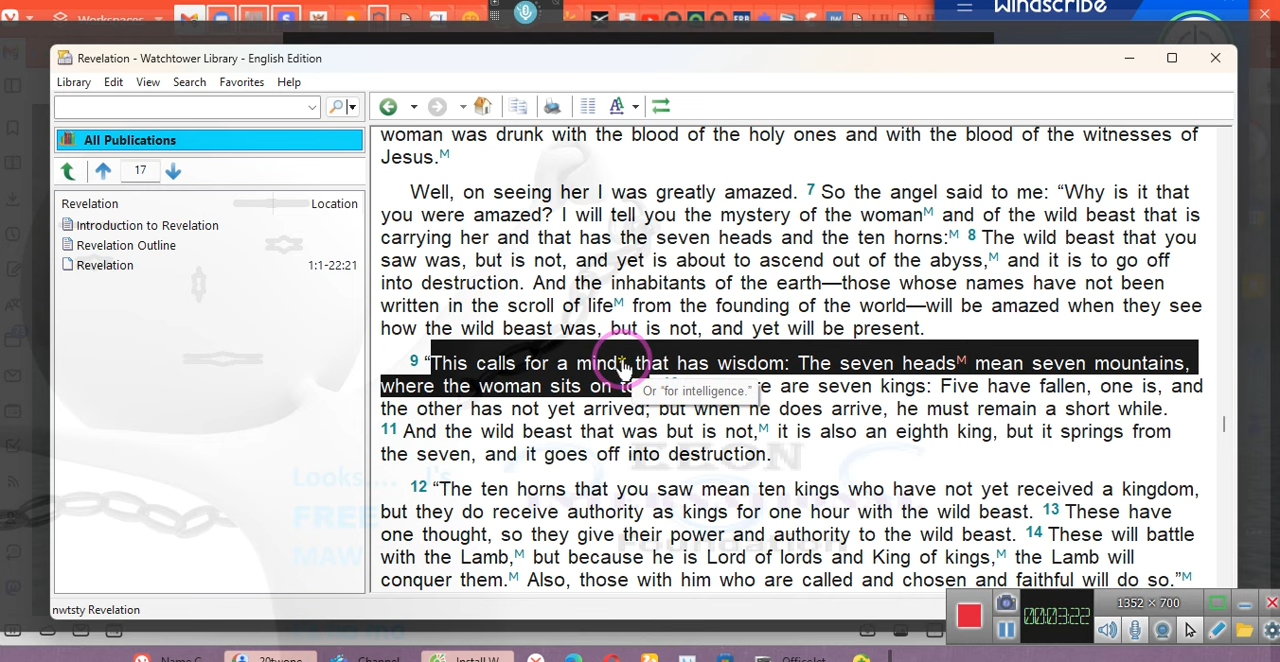 Workspaces
Windscribe
Revelation - Watchtower Library - English Edition
Library Edit View Search Favorites Help
All Publications
17
Revelation Location
Introduction to Revelation
Revelation Outline
Revelation 1:1-22:21
woman was drunk with the blood of the holy ones and with the blood of the witnesses of
Jesus.M
Well, on seeing her I was greatly amazed. 7 So the angel said to me: “Why is it that
you were amazed? I will tell you the mystery of the womanM and of the wild beast that is
carrying her and that has the seven heads and the ten horns:M 8 The wild beast that you
saw was, but is not, and yet is about to ascend out of the abyss,M and it is to go off
into destruction. And the inhabitants of the earth—those whose names have not been
written in the scroll of lifeM from the founding of the world—will be amazed when they see
how the wild beast was, but is not, and yet will be present.
9 “This calls for a mind* that has wisdom: The seven headsM mean seven mountains,
where the woman sits on are seven kings: Five have fallen, one is, and
Or “for intelligence.”
the other has not yet arrived; but when he does arrive, he must remain a short while.
11 And the wild beast that was but is not,M it is also an eighth king, but it springs from
the seven, and it goes off into destruction.
12 “The ten horns that you saw mean ten kings who have not yet received a kingdom,
but they do receive authority as kings for one hour with the wild beast. 13 These have
one thought, so they give their power and authority to the wild beast. 14 These will battle
with the Lamb,M but because he is Lord of lords and King of kings,M the Lamb will
conquer them.M Also, those with him who are called and chosen and faithful will do so.”M
Looks....
FREE
MAW
Foundation
nwtsty Revelation
1352 × 700
00:03:22
Channel
Install W